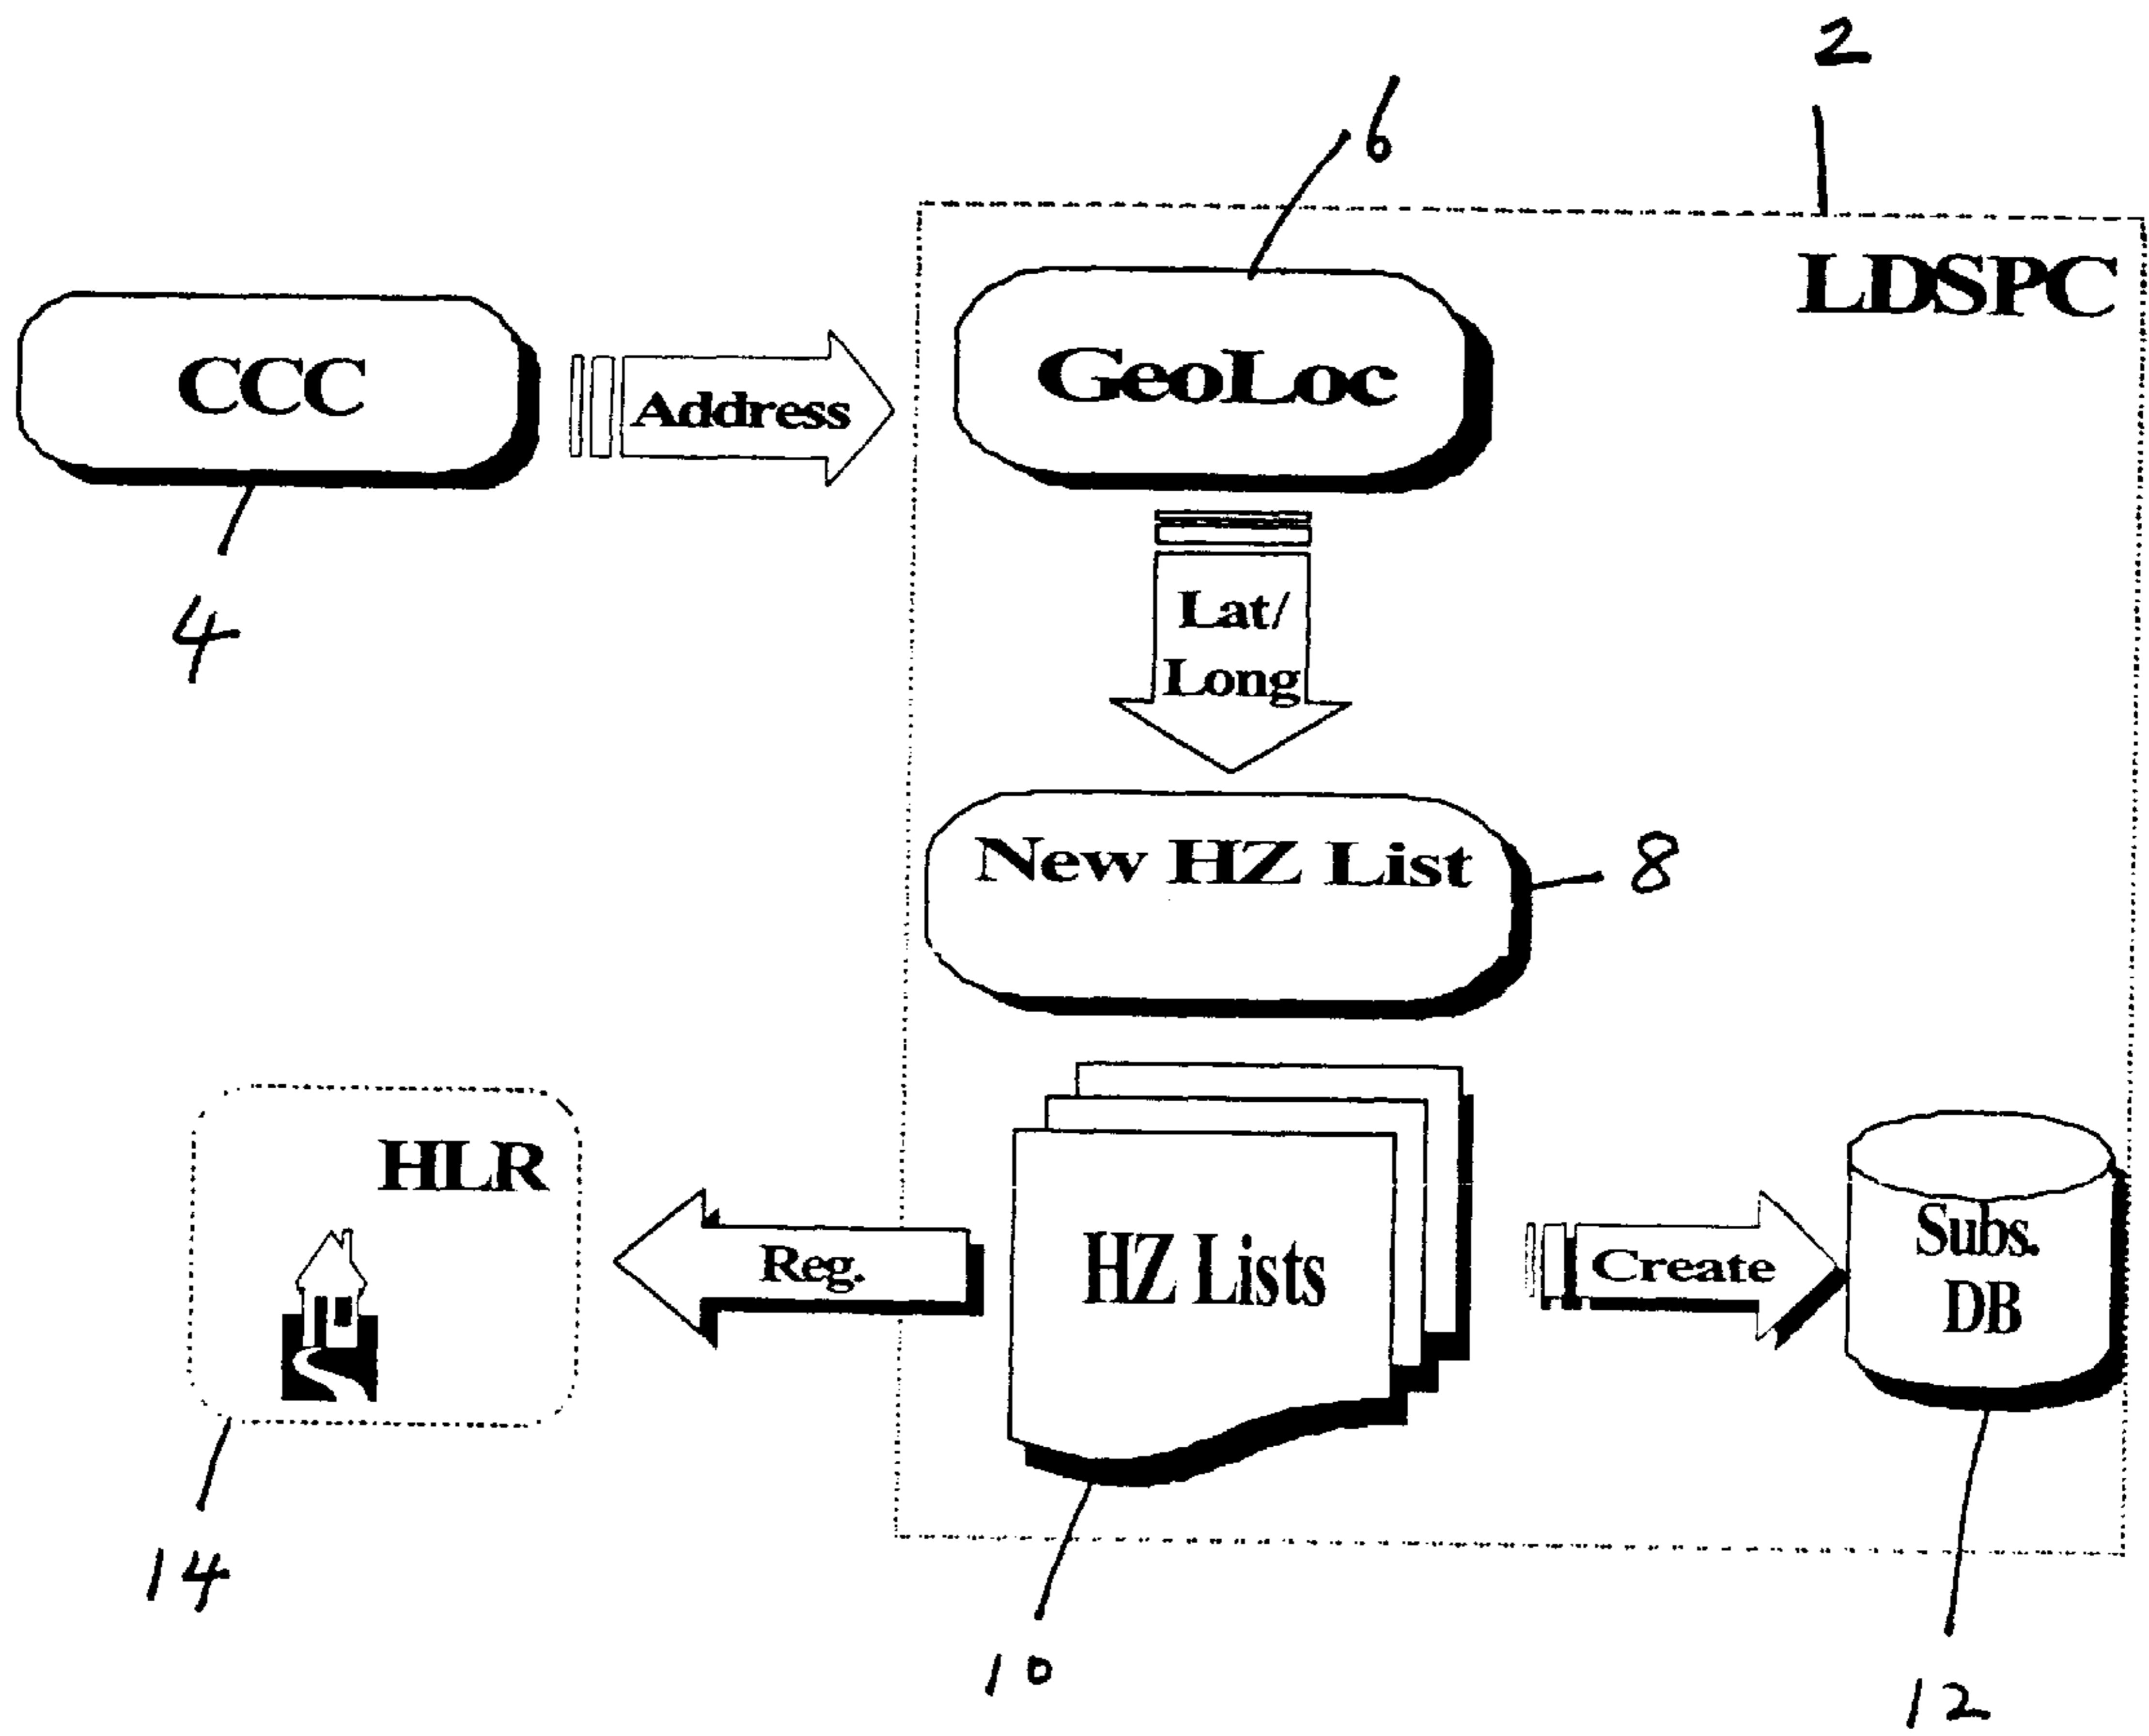 2
6
LDSPC
CCC
Address
GeoLoc
4
Lat/
Long
New HZ List
8
HLR
Reg.
HZ Lists
Create
Subs.
DB
14
10
12